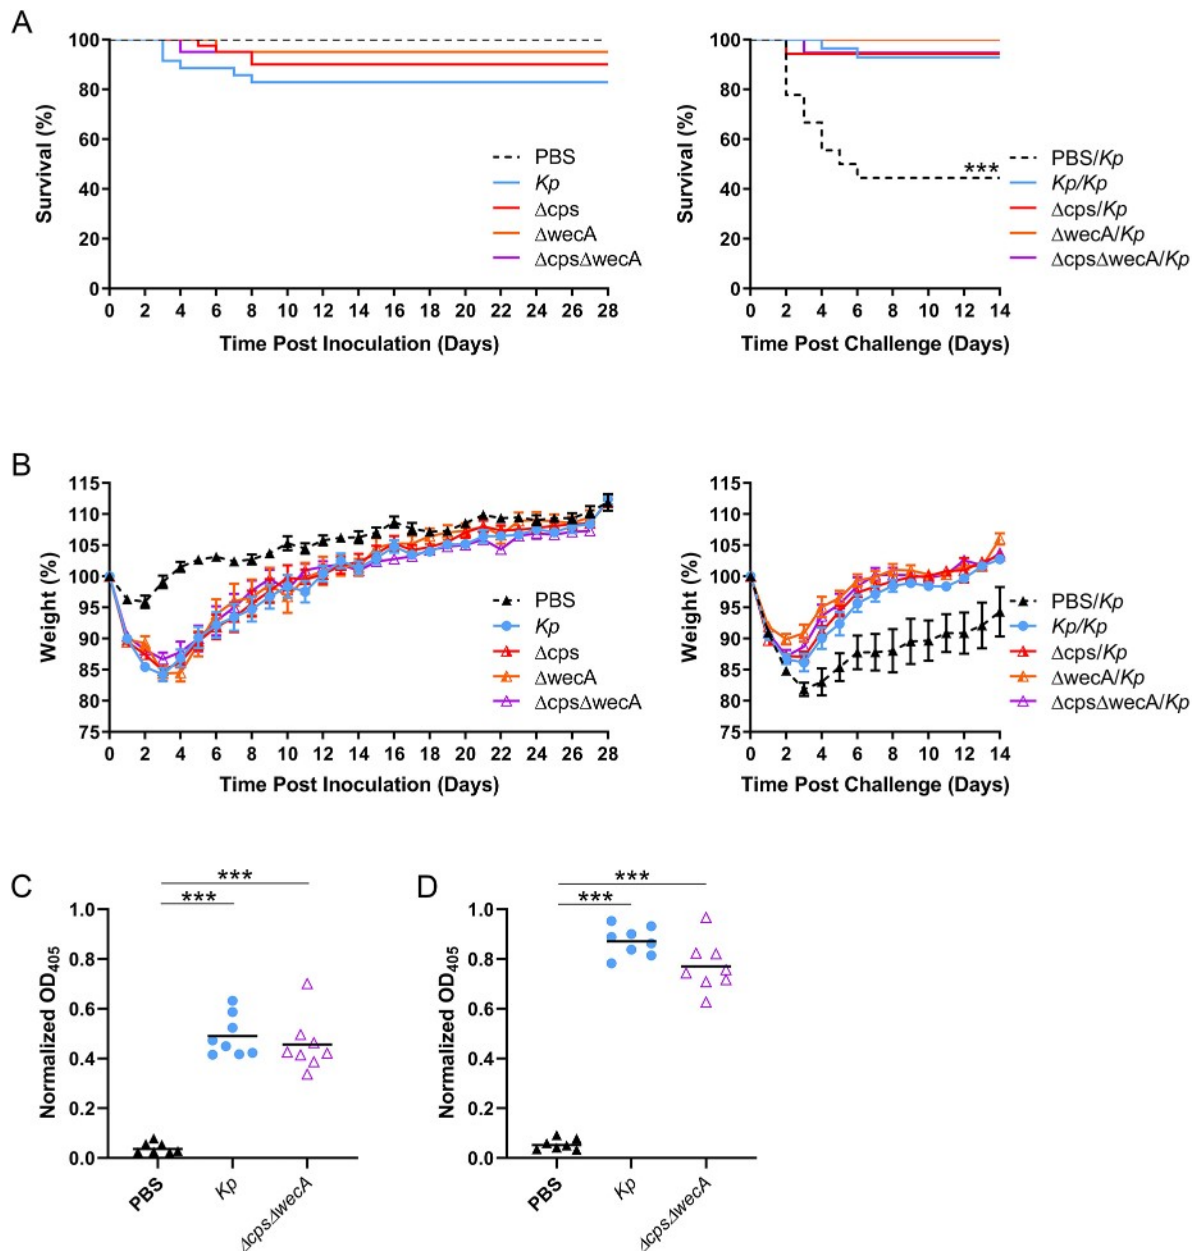 A
100
80
60
40
20
0
Survival (%)
0 2 4 6 8 10 12 14 16 18 20 22 24 26 28
Time Post Inoculation (Days)
PBS
Kp
Δcps
ΔwecA
ΔcpsΔwecA
100
80
60
40
20
0
Survival (%)
0 2 4 6 8 10 12 14
Time Post Challenge (Days)
***
PBS/Kp
Kp/Kp
Δcps/Kp
ΔwecA/Kp
ΔcpsΔwecA/Kp
B
115
110
105
100
95
90
85
80
75
Weight (%)
0 2 4 6 8 10 12 14 16 18 20 22 24 26 28
Time Post Inoculation (Days)
PBS
Kp
Δcps
ΔwecA
ΔcpsΔwecA
115
110
105
100
95
90
85
80
75
Weight (%)
0 2 4 6 8 10 12 14
Time Post Challenge (Days)
PBS/Kp
Kp/Kp
Δcps/Kp
ΔwecA/Kp
ΔcpsΔwecA/Kp
C
***
***
1.0
0.8
0.6
0.4
0.2
0.0
Normalized OD405
PBS
Kp
ΔcpsΔwecA
D
***
***
1.0
0.8
0.6
0.4
0.2
0.0
Normalized OD405
PBS
Kp
ΔcpsΔwecA